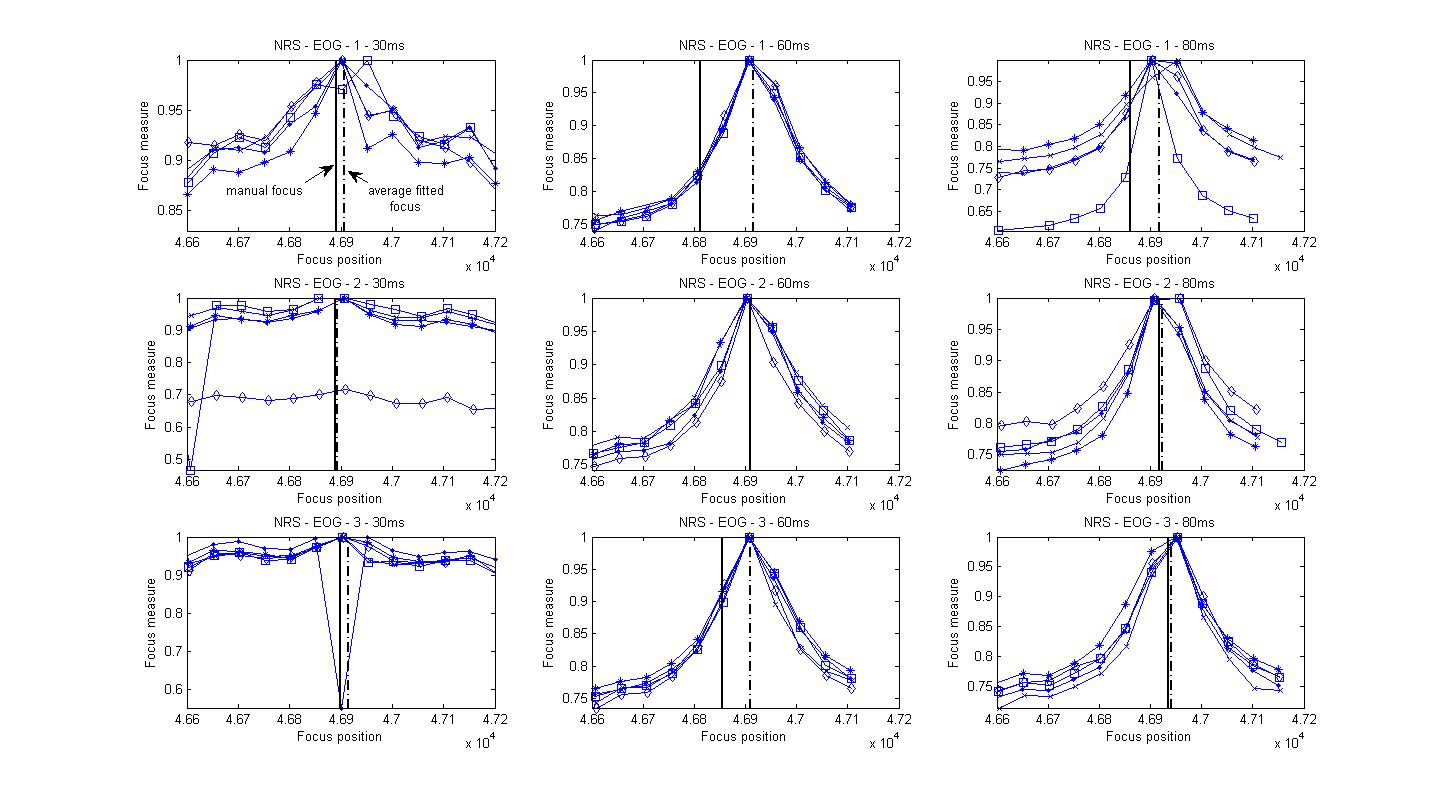 NRS - EOG - 1 - 30ms
1
0.95
0.9
0.85
Focus measure
manual focus
average fitted
focus
4.66 4.67 4.68 4.69 4.7 4.71 4.72
Focus position
x 10^4
NRS - EOG - 1 - 60ms
1
0.95
0.9
0.85
0.8
0.75
Focus measure
4.66 4.67 4.68 4.69 4.7 4.71 4.72
Focus position
x 10^4
NRS - EOG - 1 - 80ms
0.95
0.9
0.85
0.8
0.75
0.7
0.65
Focus measure
4.66 4.67 4.68 4.69 4.7 4.71 4.72
Focus position
x 10^4
NRS - EOG - 2 - 30ms
1
0.9
0.8
0.7
0.6
0.5
Focus measure
4.66 4.67 4.68 4.69 4.7 4.71 4.72
Focus position
x 10^4
NRS - EOG - 2 - 60ms
1
0.95
0.9
0.85
0.8
0.75
Focus measure
4.66 4.67 4.68 4.69 4.7 4.71 4.72
Focus position
x 10^4
NRS - EOG - 2 - 80ms
1
0.95
0.9
0.85
0.8
0.75
Focus measure
4.66 4.67 4.68 4.69 4.7 4.71 4.72
Focus position
x 10^4
NRS - EOG - 3 - 30ms
1
0.9
0.8
0.7
0.6
Focus measure
4.66 4.67 4.68 4.69 4.7 4.71 4.72
Focus position
x 10^4
NRS - EOG - 3 - 60ms
1
0.95
0.9
0.85
0.8
0.75
Focus measure
4.66 4.67 4.68 4.69 4.7 4.71 4.72
Focus position
x 10^4
NRS - EOG - 3 - 80ms
1
0.95
0.9
0.85
0.8
0.75
Focus measure
4.66 4.67 4.68 4.69 4.7 4.71 4.72
Focus position
x 10^4